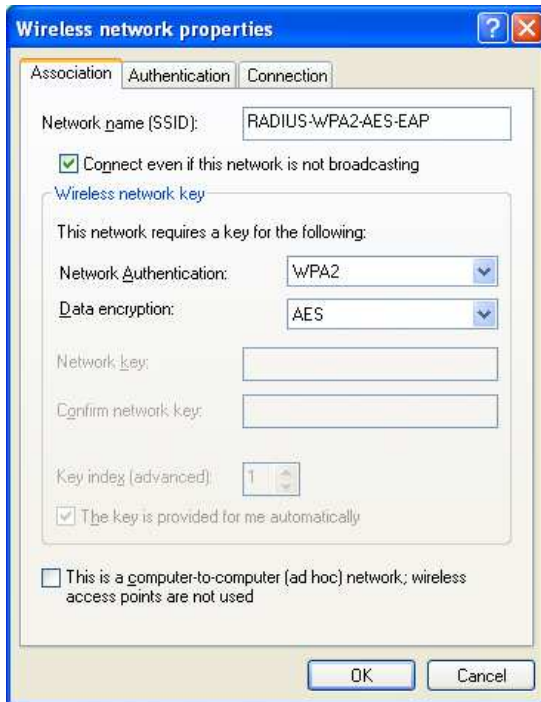 Wireless network properties
Association Authentication Connection
Network name (SSID): RADIUS-WPA2-AES-EAP
Connect even if this network is not broadcasting
Wireless network key
This network requires a key for the following:
Network Authentication: WPA2
Data encryption: AES
Network key:
Confirm network key:
Key index (advanced): 1
The key is provided for me automatically
This is a computer-to-computer (ad hoc) network; wireless
access points are not used
OK Cancel